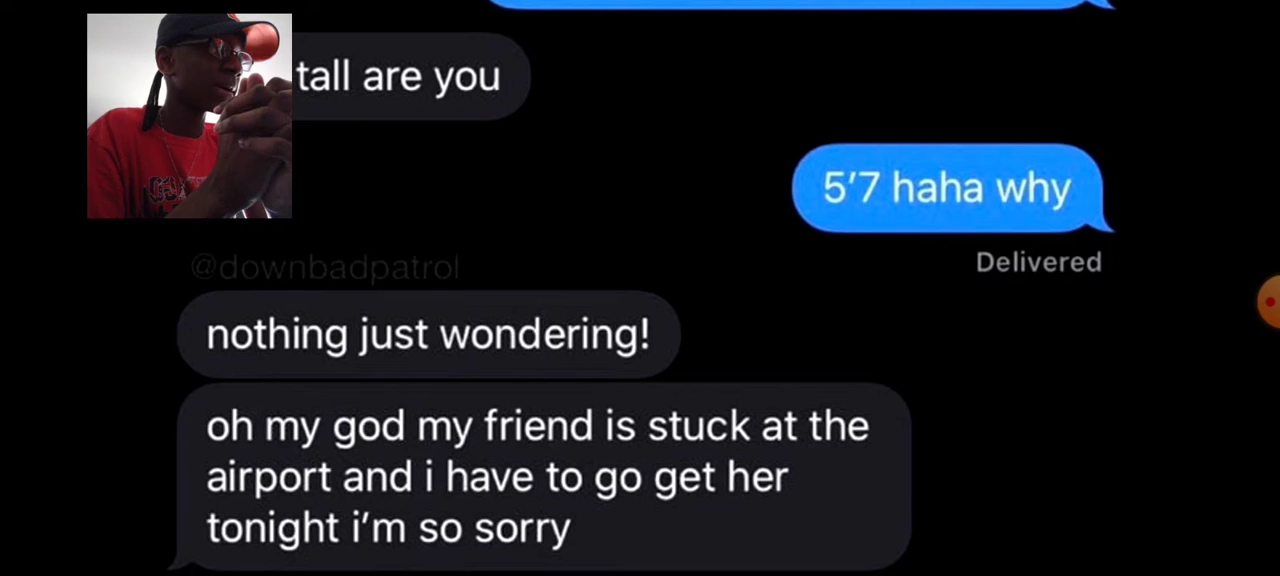 tall are you
5'7 haha why
Delivered
@downbadpatrol
nothing just wondering!
oh my god my friend is stuck at the
airport and i have to go get her
tonight i'm so sorry